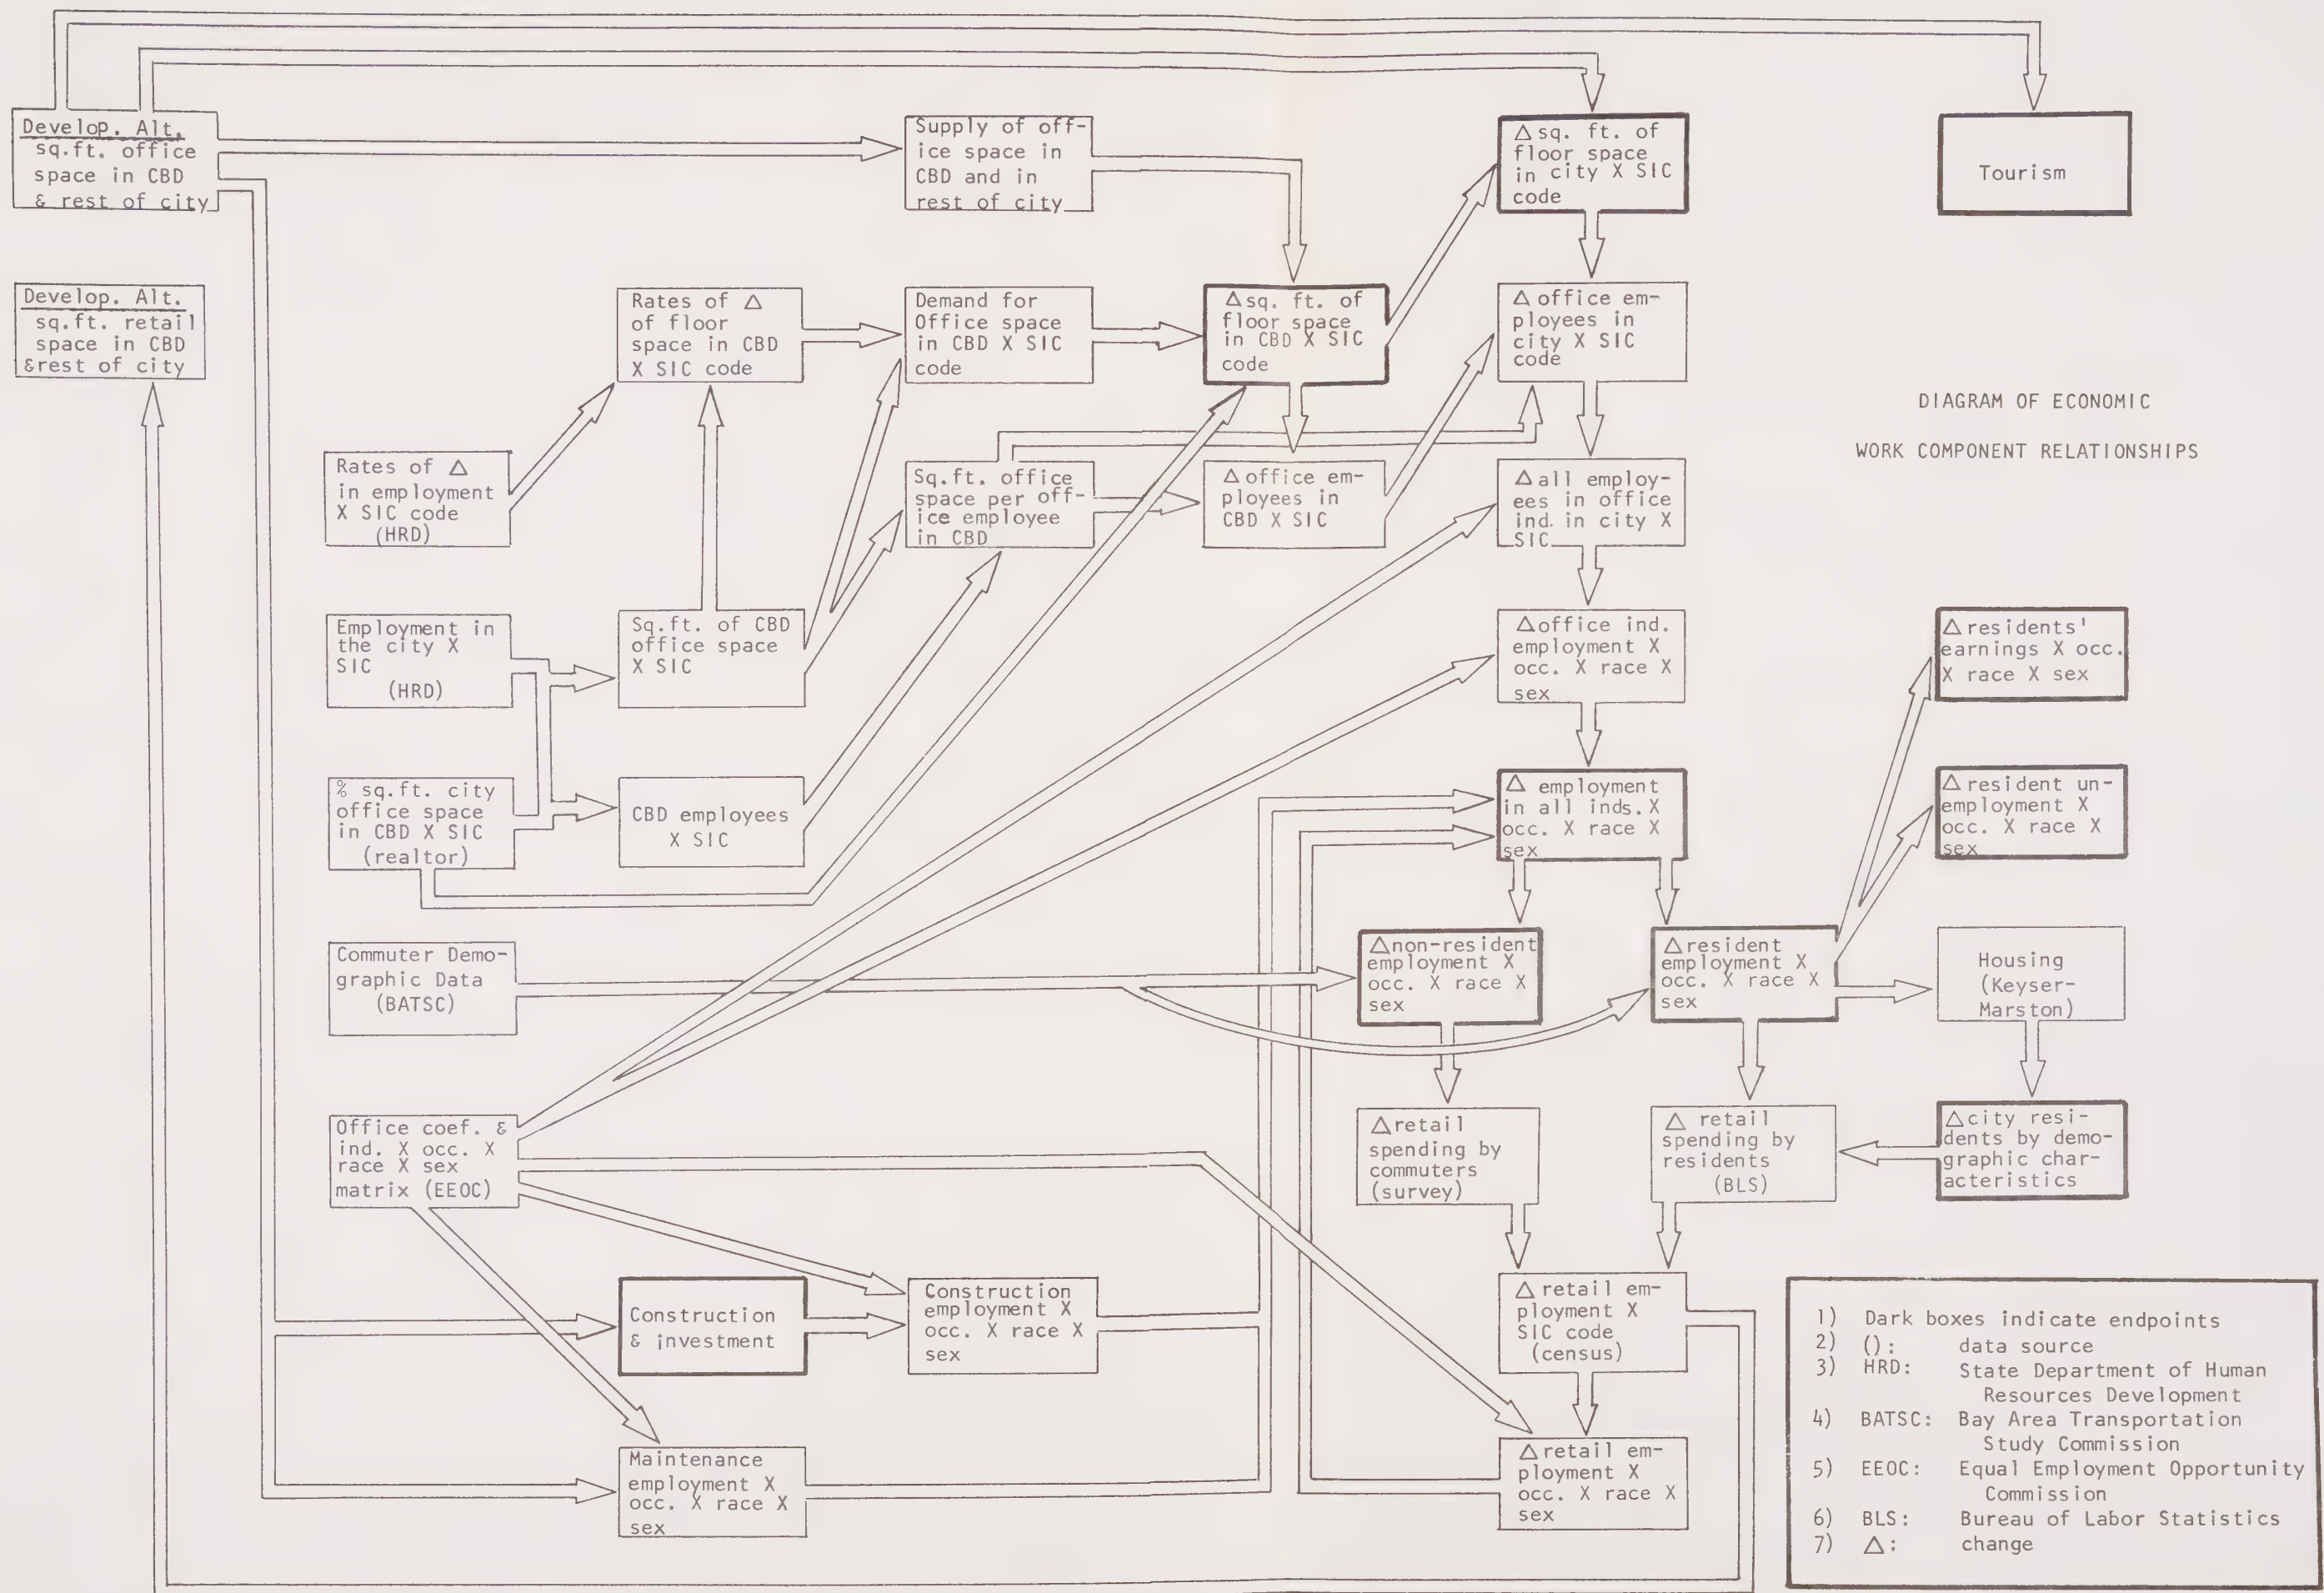 Develop. Alt.
sq.ft. office
space in CBD
& rest of city
Supply of off-
ice space in
CBD and in
rest of city
△ sq. ft. of
floor space
in city X SIC
code
Tourism
Develop. Alt.
sq.ft. retail
space in CBD
&rest of city
Rates of △
of floor
space in CBD
X SIC code
Demand for
Office space
in CBD X SIC
code
△ sq. ft. of
floor space
in CBD X SIC
code
△ office em-
ployees in
city X SIC
code
DIAGRAM OF ECONOMIC
WORK COMPONENT RELATIONSHIPS
Rates of △
in employment
X SIC code
(HRD)
Sq.ft. office
space per off-
ice employee
in CBD
△ office em-
ployees in
CBD X SIC
△ all employ-
ees in office
ind. in city X
SIC
Employment in
the city X
SIC
(HRD)
Sq.ft. of CBD
office space
X SIC
△ office ind.
employment X
occ. X race X
sex
△ residents'
earnings X occ.
X race X sex
% sq.ft. city
office space
in CBD X SIC
(realtor)
CBD employees
X SIC
△ employment
in all inds. X
occ. X race X
sex
△ resident un-
employment X
occ. X race X
sex
Commuter Demo-
graphic Data
(BATSC)
△ non-resident
employment X
occ. X race X
sex
△ resident
employment X
occ. X race X
sex
Housing
(Keyser-
Marston)
Office coef. &
ind. X occ. X
race X sex
matrix (EEOC)
△ retail
spending by
commuters
(survey)
△ retail
spending by
residents
(BLS)
△ city resi-
dents by demo-
graphic char-
acteristics
Construction
& investment
Construction
employment X
occ. X race X
sex
△ retail em-
ployment X
SIC code
(census)
Maintenance
employment X
occ. X race X
sex
△ retail em-
ployment X
occ. X race X
sex
1) Dark boxes indicate endpoints
2) (): data source
3) HRD: State Department of Human
Resources Development
4) BATSC: Bay Area Transportation
Study Commission
5) EEOC: Equal Employment Opportunity
Commission
6) BLS: Bureau of Labor Statistics
7) △: change